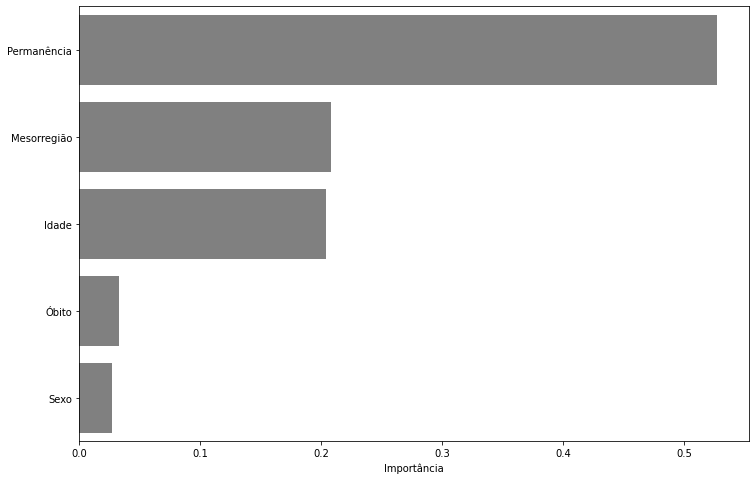 Permanência
Mesorregião
Idade
Óbito
Sexo
0.0 0.1 0.2 0.3 0.4 0.5
Importância